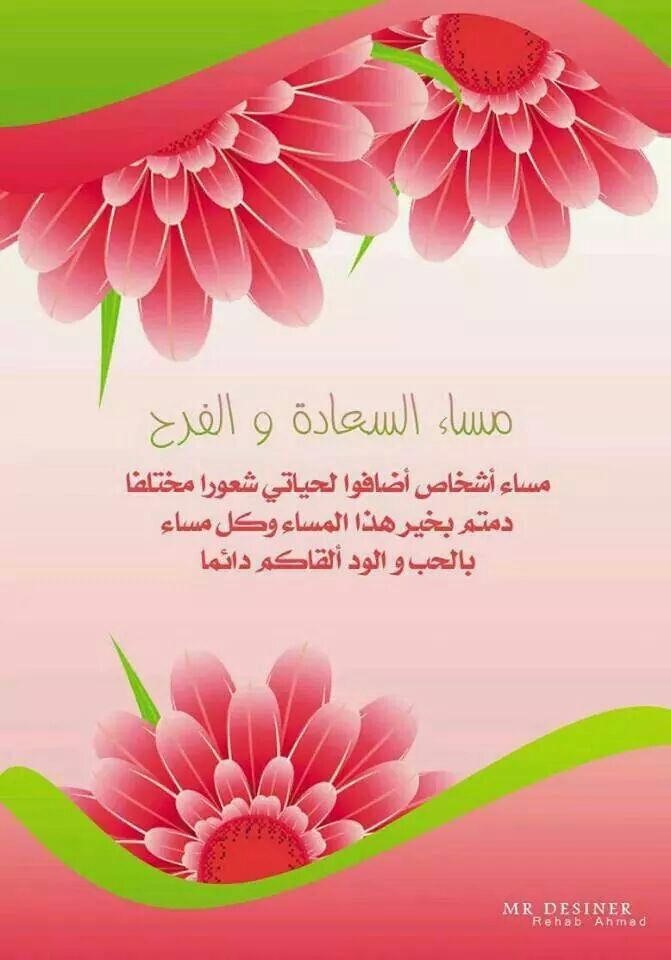 مساء السعادة و الفرح
مساء أشخاص أضافوا لحياتي شعورا مختلفا
دمتم بخير هذا المساء وكل مساء
بالحب و الود ألقاكم دائما
MR DESINER
Rehab Ahmad